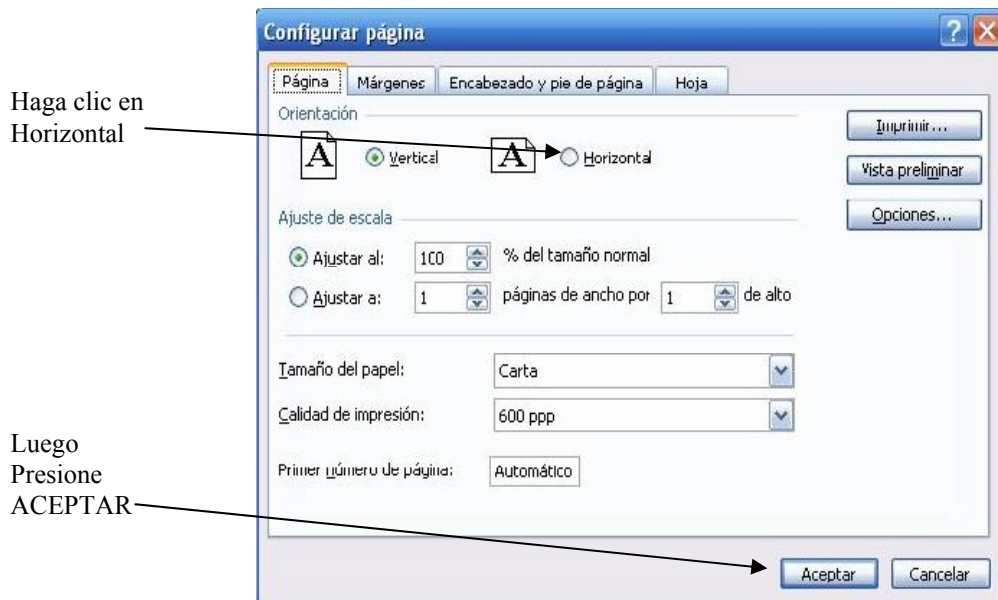 Configurar página
?
X
Página Márgenes Encabezado y pie de página Hoja
Haga clic en
Horizontal
Orientación
A Vertical A Horizontal
Imprimir...
Vista preliminar
Opciones...
Ajuste de escala
Ajustar al: 100 % del tamaño normal
Ajustar a: 1 páginas de ancho por 1 de alto
Tamaño del papel: Carta
Calidad de impresión: 600 ppp
Primer número de página: Automático
Luego
Presione
ACEPTAR
Aceptar Cancelar